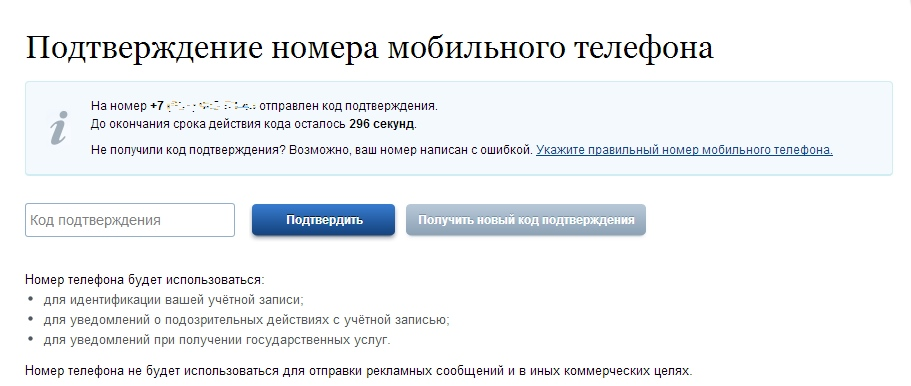 Подтверждение номера мобильного телефона
На номер +7 отправлен код подтверждения.
До окончания срока действия кода осталось 296 секунд.
Не получили код подтверждения? Возможно, ваш номер написан с ошибкой. Укажите правильный номер мобильного телефона.
Код подтверждения Подтвердить Получить новый код подтверждения
Номер телефона будет использоваться:
• для идентификации вашей учётной записи;
• для уведомлений о подозрительных действиях с учётной записью;
• для уведомлений при получении государственных услуг.
Номер телефона не будет использоваться для отправки рекламных сообщений и в иных коммерческих целях.